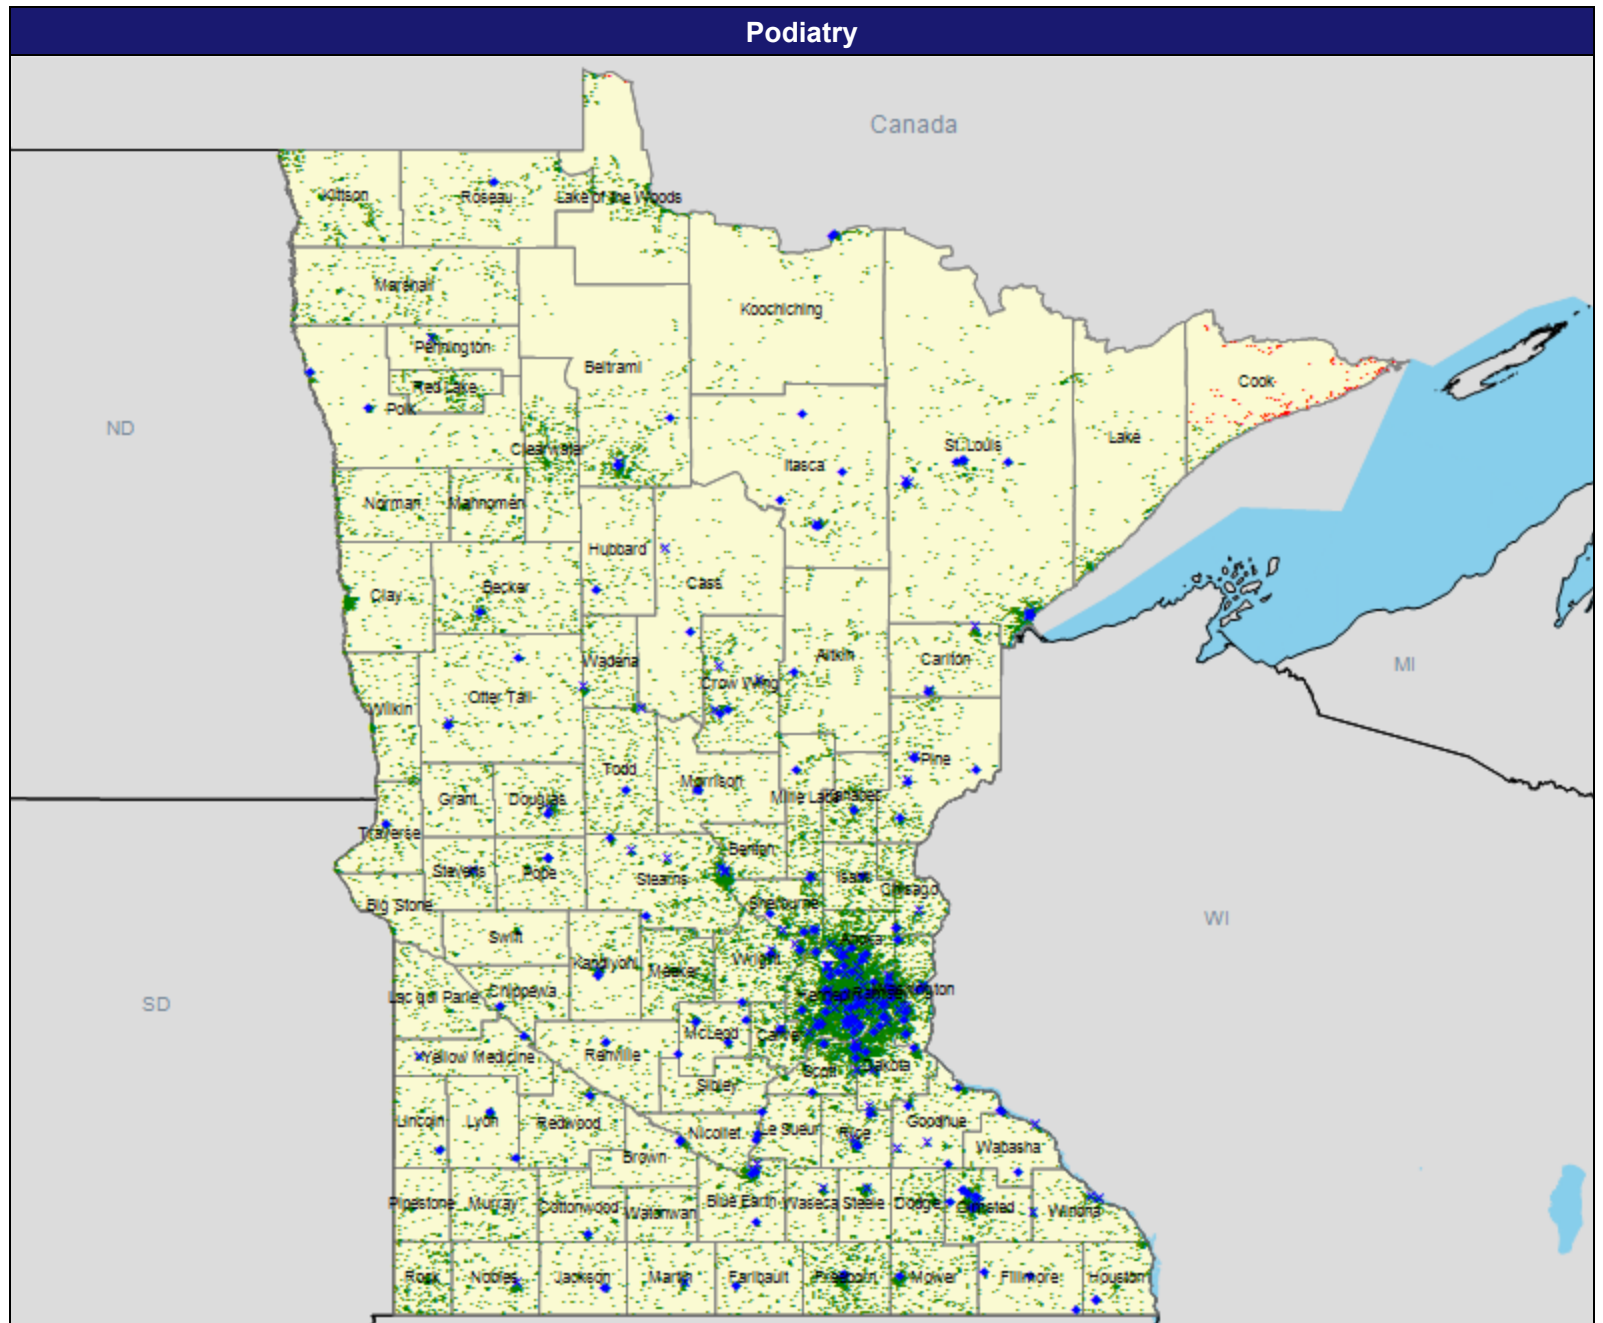 Podiatry
Canada
Kittson
Roseau
Lake of the Woods
Marshall
Koochiching
Pennington
Beltrami
Cook
Red Lake
Polk
ND
Lake
St. Louis
Clearwater
Itasca
Norman
Mahnomen
Hubbard
Cass
Becker
Clay
Wadena
Aitkin
Carlton
MI
Crow Wing
Otter Tail
Wilkin
Pine
Todd
Morrison
Grant
Douglas
Mille Lacs
Kanabec
Traverse
Benton
Stevens
Pope
Stearns
Isanti
Chisago
Big Stone
Sherburne
WI
Swift
Anoka
Kandiyohi
Wright
Meeker
Lac qui Parle
Chippewa
SD
McLeod
Carver
Yellow Medicine
Renville
Scott
Dakota
Sibley
Lincoln
Lyon
Redwood
Goodhue
Nicollet
Le Sueur
Rice
Wabasha
Brown
Pipestone
Murray
Cottonwood
Watonwan
Blue Earth
Waseca
Steele
Dodge
Olmsted
Winona
Rock
Nobles
Jackson
Martin
Faribault
Freeborn
Mower
Fillmore
Houston